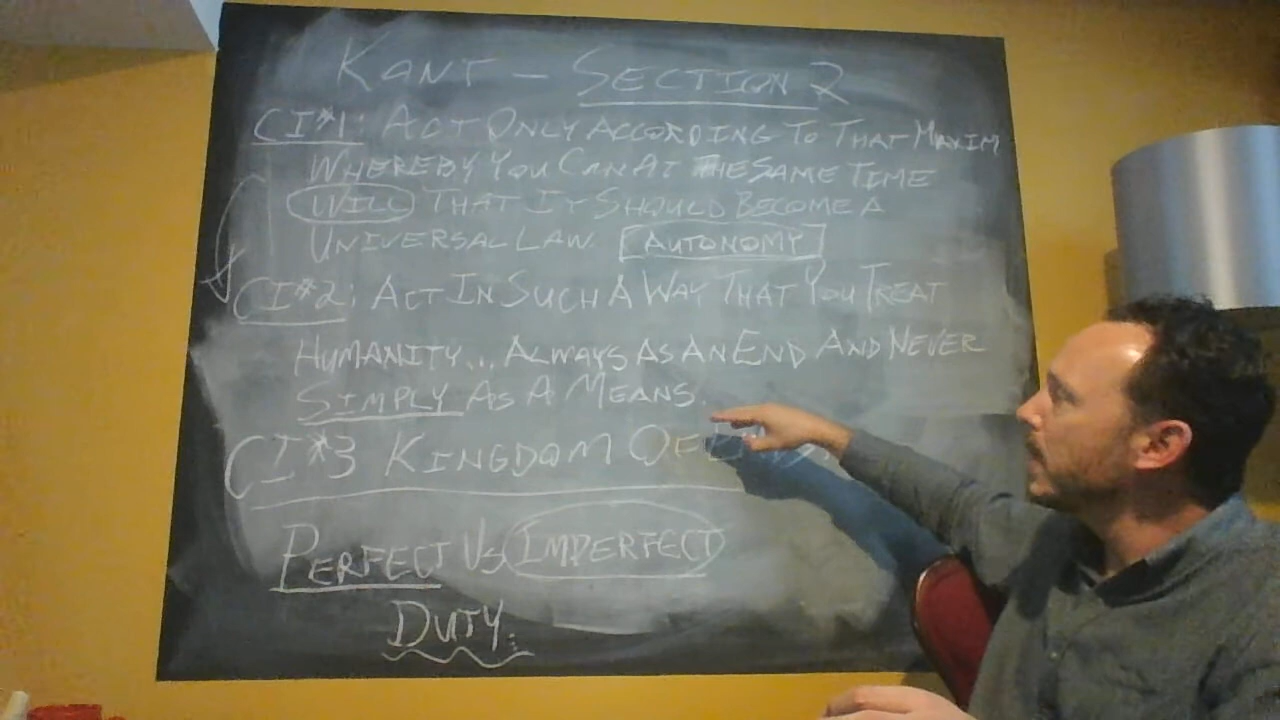 KANT - SECTION 2
CI#1: ACT ONLY ACCORDING TO THAT MAXIM
WHEREBY YOU CAN AT THE SAME TIME
WILL THAT IT SHOULD BECOME A
UNIVERSAL LAW. AUTONOMY
CI#2: ACT IN SUCH A WAY THAT YOU TREAT
HUMANITY... ALWAYS AS AN END AND NEVER
SIMPLY AS A MEANS.
CI#3 KINGDOM OF ENDS.
PERFECT VS IMPERFECT
DUTY: